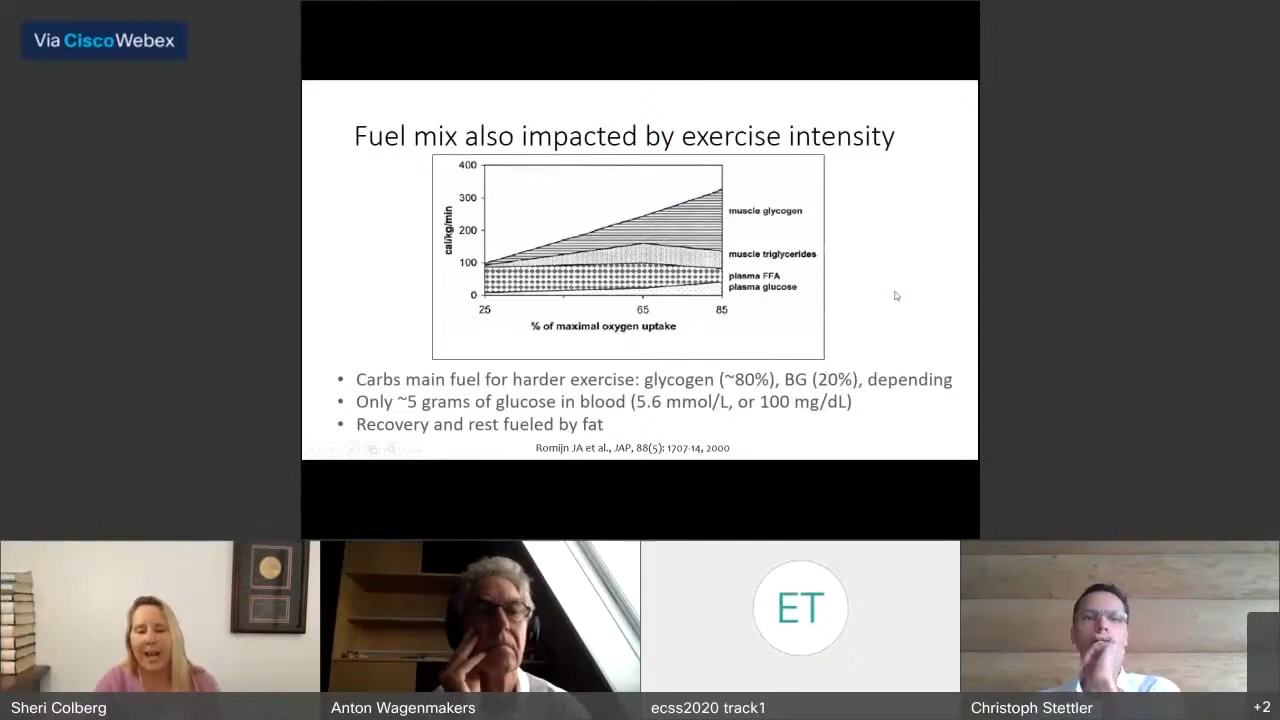 Via CiscoWebex
Fuel mix also impacted by exercise intensity
400
300
200
100
0
cal/kg/min
muscle glycogen
muscle triglycerides
plasma FFA
plasma glucose
25
65
85
% of maximal oxygen uptake
• Carbs main fuel for harder exercise: glycogen (~80%), BG (20%), depending
• Only ~5 grams of glucose in blood (5.6 mmol/L, or 100 mg/dL)
• Recovery and rest fueled by fat
Romijn JA et al., JAP, 88(5): 1707-14, 2000
ET
Sheri Colberg
Anton Wagenmakers
ecss2020 track1
Christoph Stettler
+2